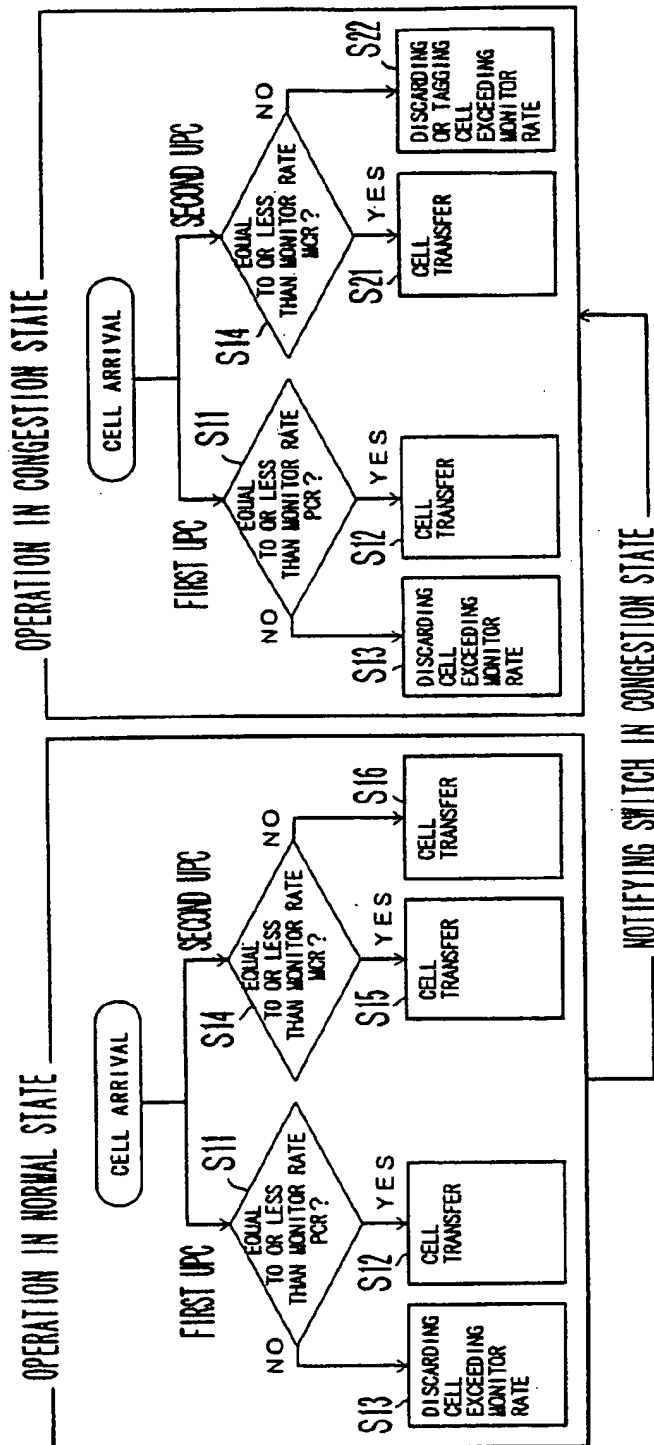 OPERATION IN NORMAL STATE
CELL ARRIVAL
FIRST UPC
SECOND UPC
S11
EQUAL
TO OR LESS
THAN MONITOR RATE
PCR?
NO
YES
S13
DISCARDING
CELL
EXCEEDING
MONITOR
RATE
S12
CELL
TRANSFER
S14
EQUAL
TO OR LESS
THAN MONITOR RATE
MCR?
NO
YES
S15
CELL
TRANSFER
S16
CELL
TRANSFER
OPERATION IN CONGESTION STATE
CELL ARRIVAL
FIRST UPC
SECOND UPC
S11
EQUAL
TO OR LESS
THAN MONITOR RATE
PCR?
NO
YES
S13
DISCARDING
CELL
EXCEEDING
MONITOR
RATE
S12
CELL
TRANSFER
S14
EQUAL
TO OR LESS
THAN MONITOR RATE
MCR?
NO
YES
S21
CELL
TRANSFER
S22
DISCARDING
OR TAGGING
CELL
EXCEEDING
MONITOR
RATE
NOTIFYING SWITCH IN CONGESTION STATE